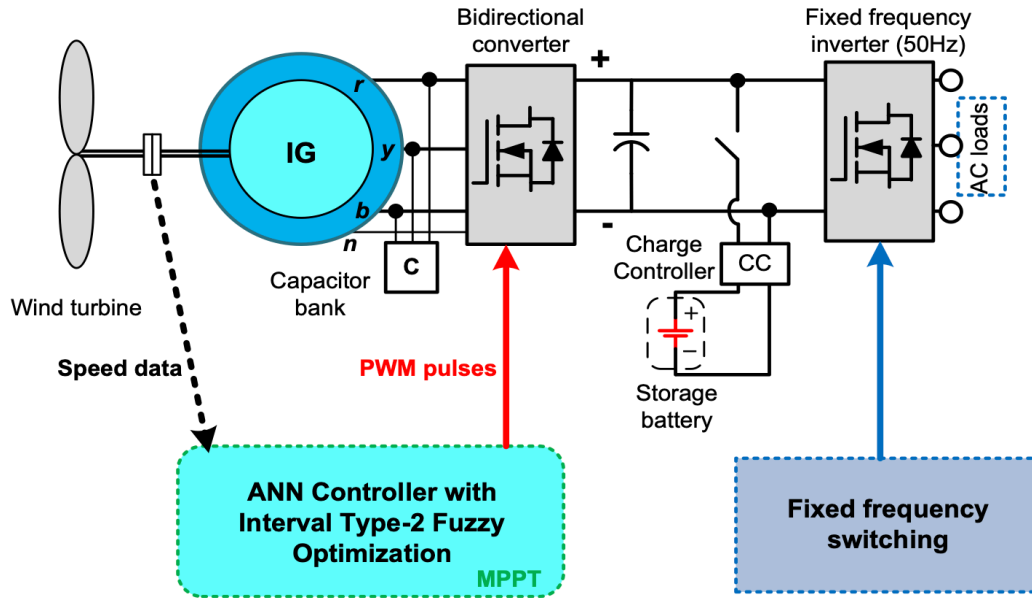 Bidirectional
converter
Fixed frequency
inverter (50Hz)
+
r
IG
y
b
n
-
AC loads
C
Capacitor
bank
Charge
Controller
CC
Wind turbine
+
−
Speed data
PWM pulses
Storage
battery
ANN Controller with
Interval Type-2 Fuzzy
Optimization
MPPT
Fixed frequency
switching